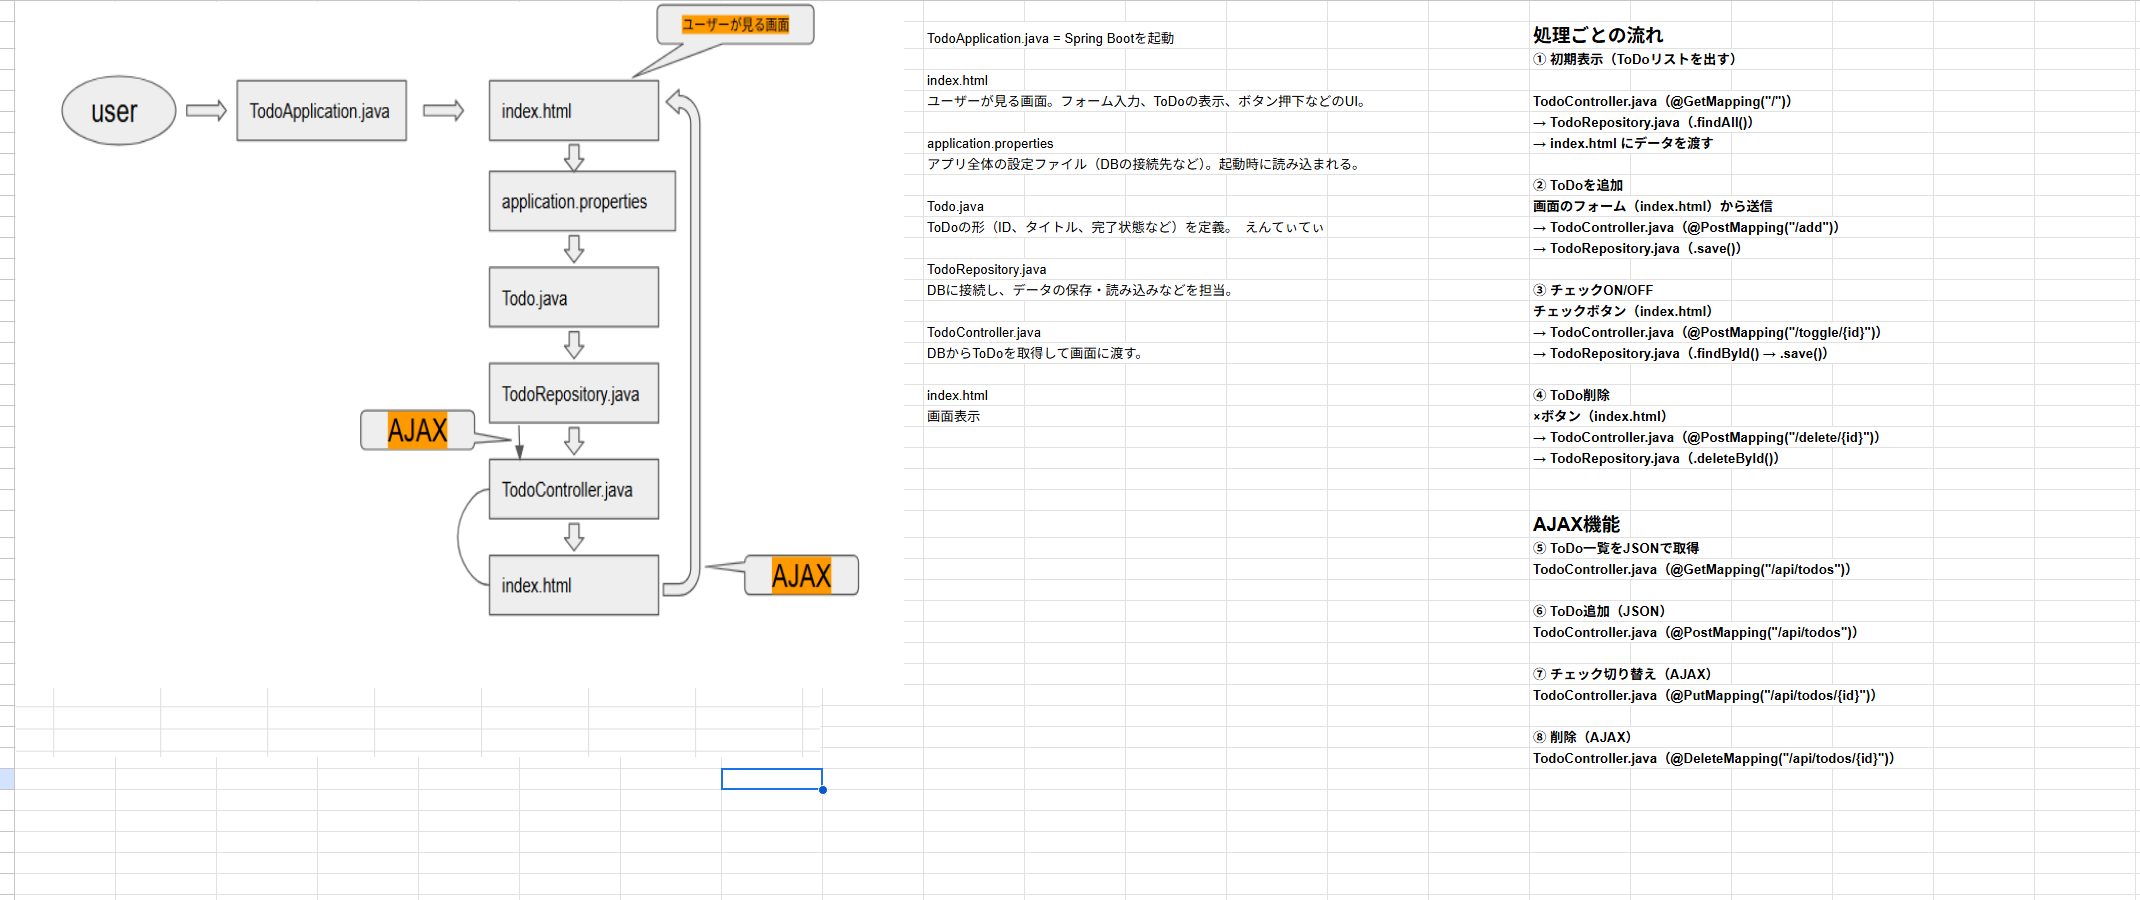 ユーザーが見る画面
user
TodoApplication.java
index.html
application.properties
Todo.java
TodoRepository.java
AJAX
TodoController.java
index.html
AJAX
TodoApplication.java = Spring Bootを起動
index.html
ユーザーが見る画面。フォーム入力、ToDoの表示、ボタン押下などのUI。
application.properties
アプリ全体の設定ファイル（DBの接続先など）。起動時に読み込まれる。
Todo.java
ToDoの形（ID、タイトル、完了状態など）を定義。　えんてぃてぃ
TodoRepository.java
DBに接続し、データの保存・読み込みなどを担当。
TodoController.java
DBからToDoを取得して画面に渡す。
index.html
画面表示
処理ごとの流れ
① 初期表示（ToDoリストを出す）
TodoController.java（@GetMapping("/")）
→ TodoRepository.java（.findAll()）
→ index.html にデータを渡す
② ToDoを追加
画面のフォーム（index.html）から送信
→ TodoController.java（@PostMapping("/add")）
→ TodoRepository.java（.save()）
③ チェックON/OFF
チェックボタン（index.html）
→ TodoController.java（@PostMapping("/toggle/{id}")）
→ TodoRepository.java（.findById() → .save()）
④ ToDo削除
×ボタン（index.html）
→ TodoController.java（@PostMapping("/delete/{id}")）
→ TodoRepository.java（.deleteById()）
AJAX機能
⑤ ToDo一覧をJSONで取得
TodoController.java（@GetMapping("/api/todos")）
⑥ ToDo追加（JSON）
TodoController.java（@PostMapping("/api/todos")）
⑦ チェック切り替え（AJAX）
TodoController.java（@PutMapping("/api/todos/{id}")）
⑧ 削除（AJAX）
TodoController.java（@DeleteMapping("/api/todos/{id}")）